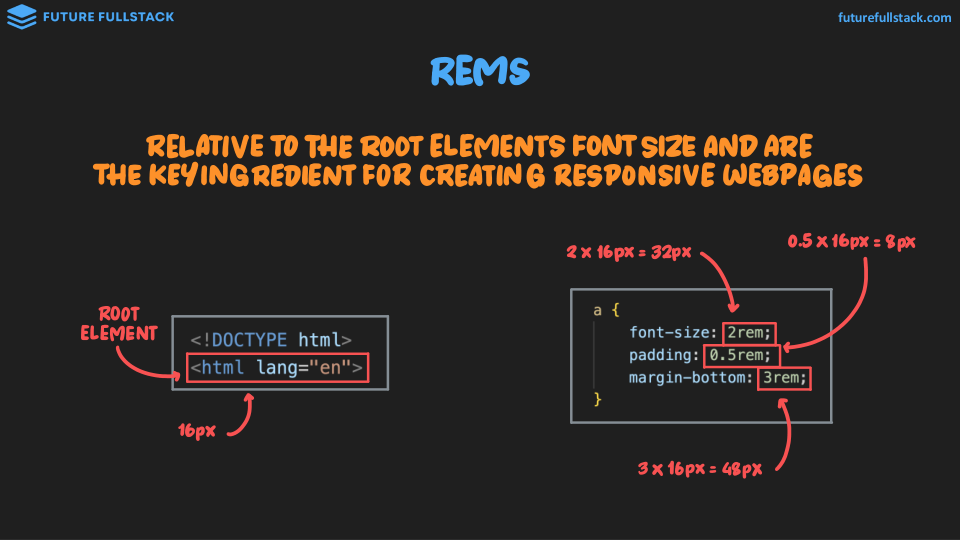 FUTURE FULLSTACK
futurefullstack.com
REMS
RELATIVE TO THE ROOT ELEMENTS FONT SIZE AND ARE
THE KEY INGREDIENT FOR CREATING RESPONSIVE WEBPAGES
ROOT
ELEMENT
<!DOCTYPE html>
<html lang="en">
16PX
2 X 16PX = 32PX
0.5 X 16PX = 8PX
a {
font-size: 2rem;
padding: 0.5rem;
margin-bottom: 3rem;
}
3 X 16PX = 48PX